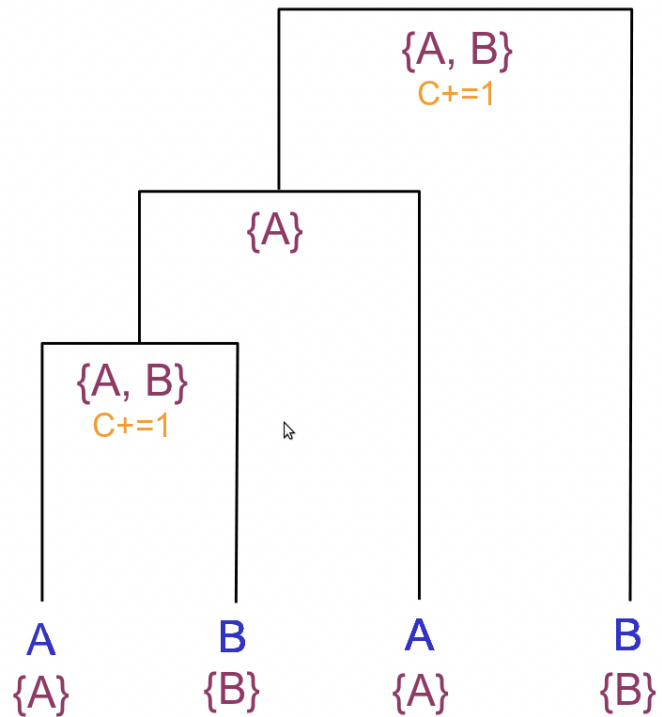 {A, B}
C+=1
{A}
{A, B}
C+=1
A B A B
{A} {B} {A} {B}